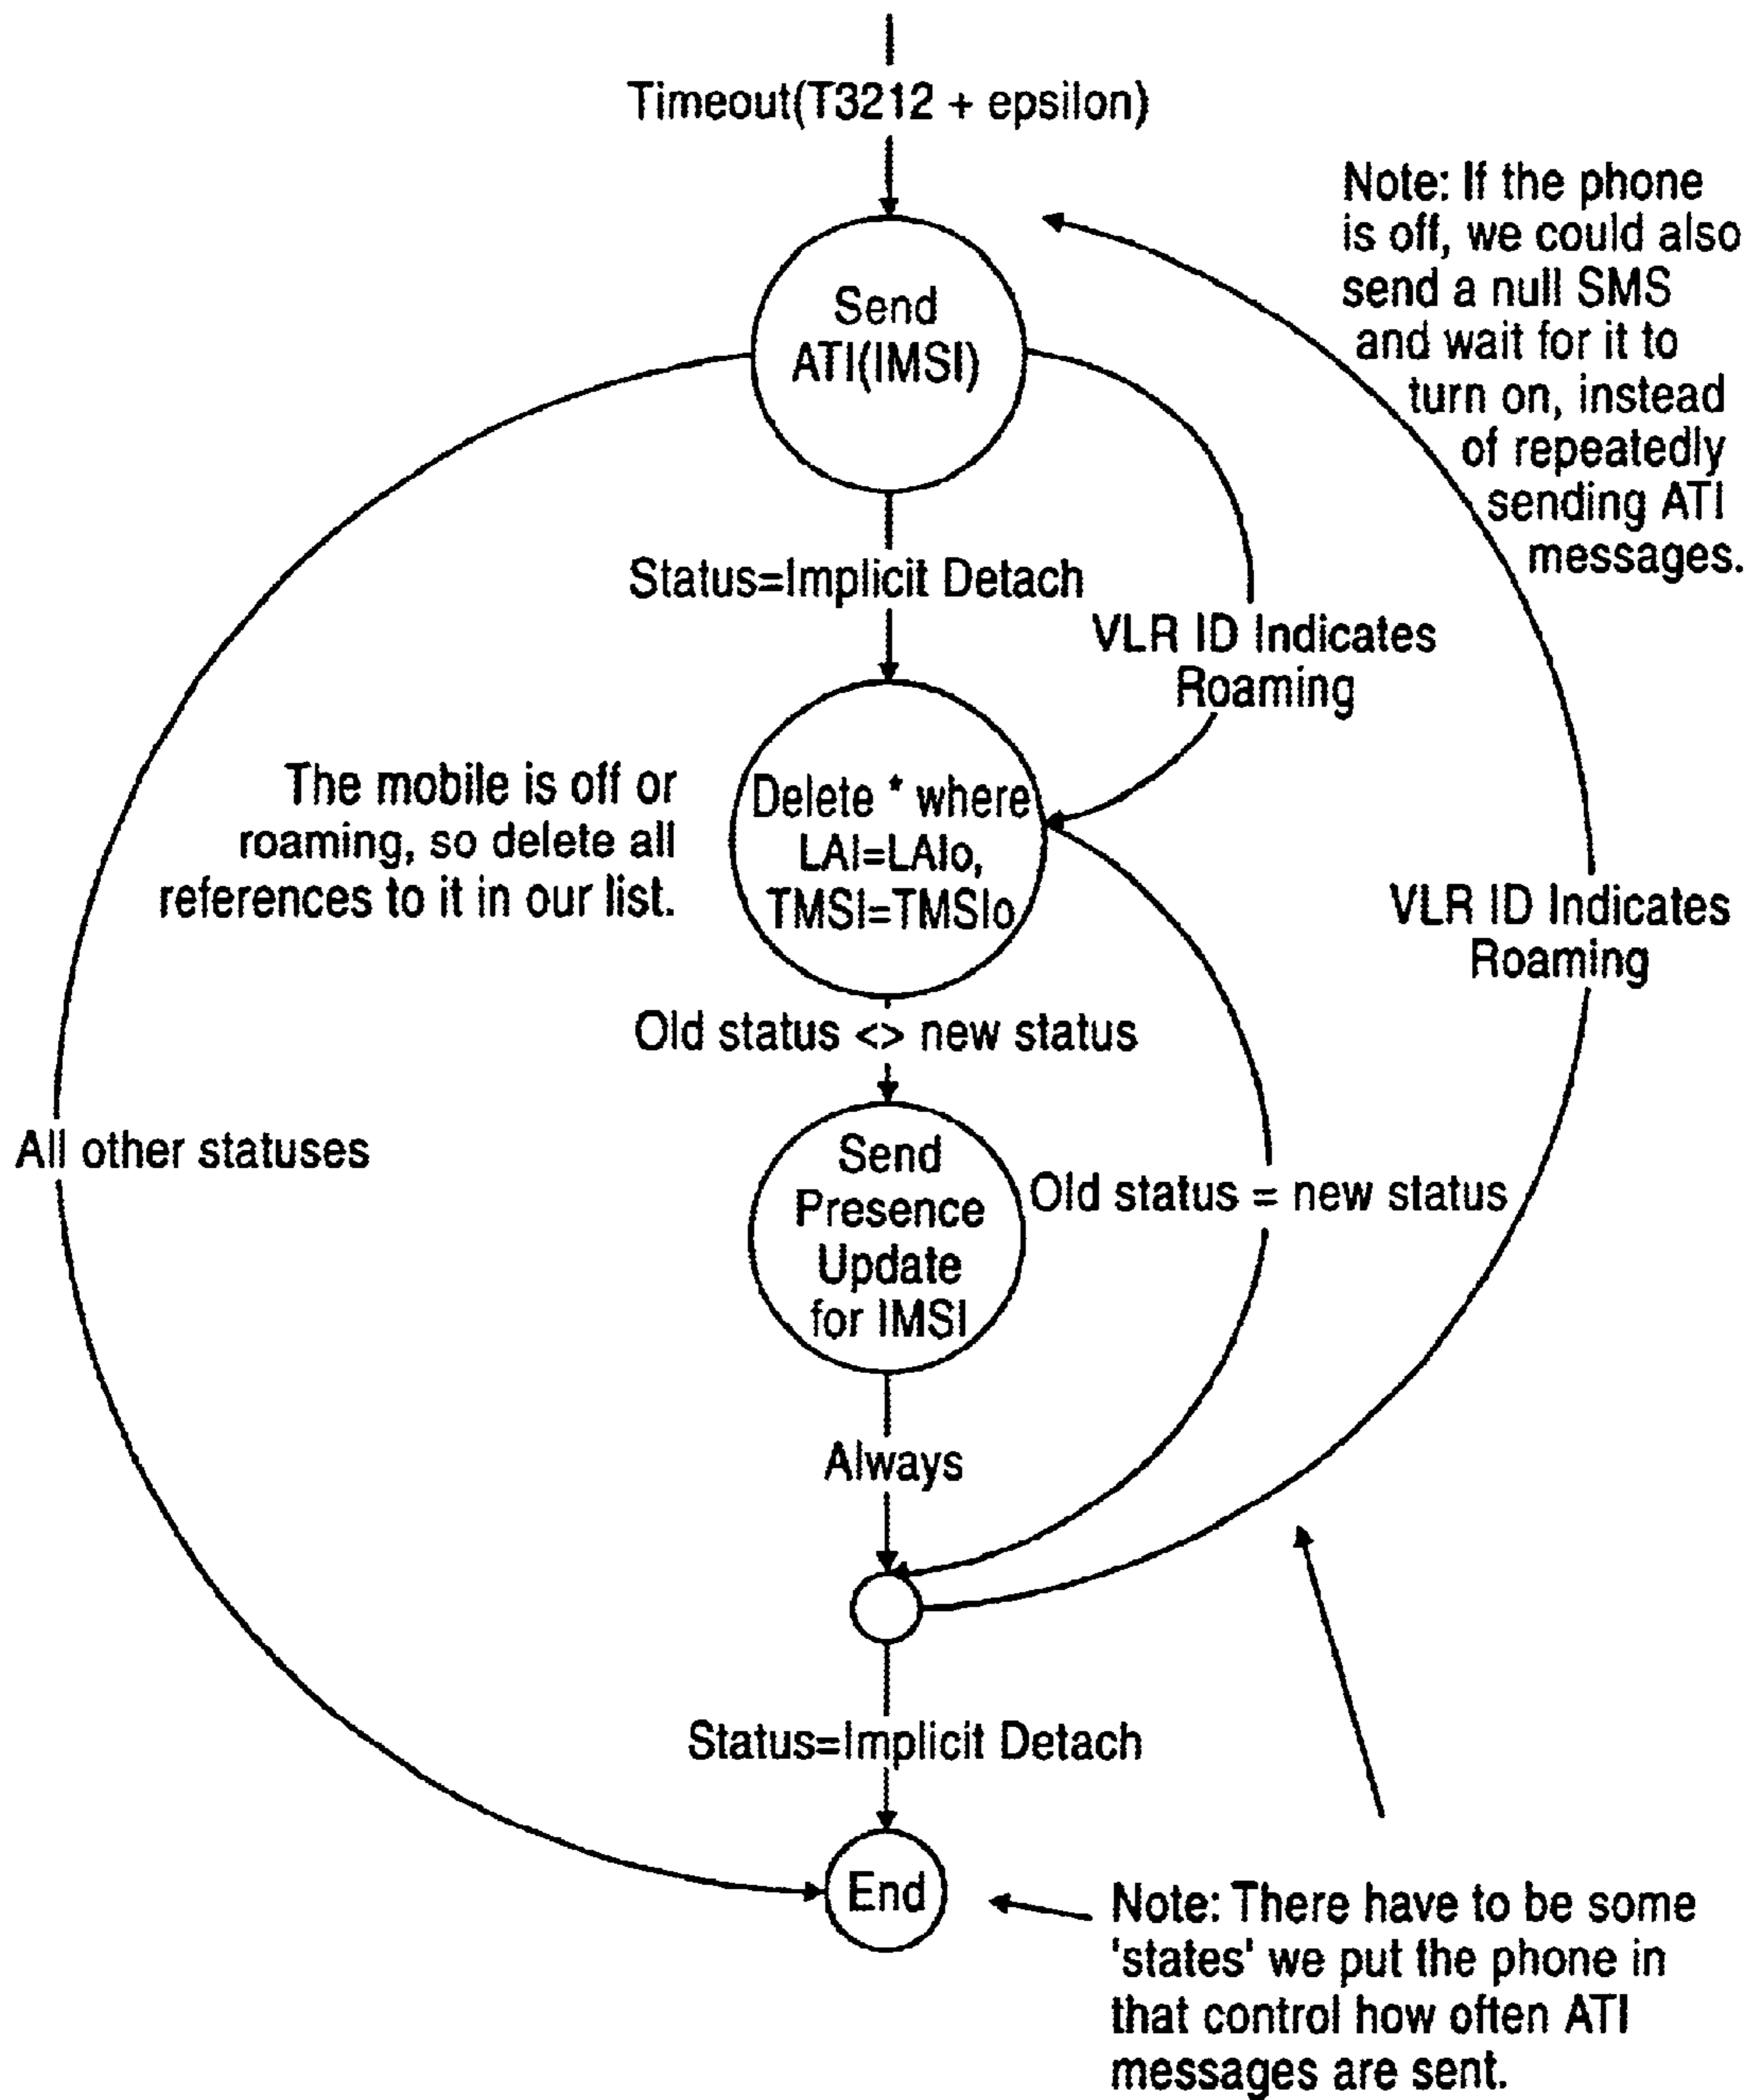 Timeout(T3212 + epsilon)
Note: If the phone
is off, we could also
send a null SMS
and wait for it to
turn on, instead
of repeatedly
sending ATI
messages.
Send
ATI(IMSI)
Status=Implicit Detach
VLR ID Indicates
Roaming
The mobile is off or
roaming, so delete all
references to it in our list.
Delete * where
LAI=LAIo,
TMSI=TMSIo
VLR ID Indicates
Roaming
Old status <> new status
All other statuses
Send
Presence
Update
for IMSI
Old status = new status
Always
Status=Implicit Detach
End
Note: There have to be some
'states' we put the phone in
that control how often ATI
messages are sent.